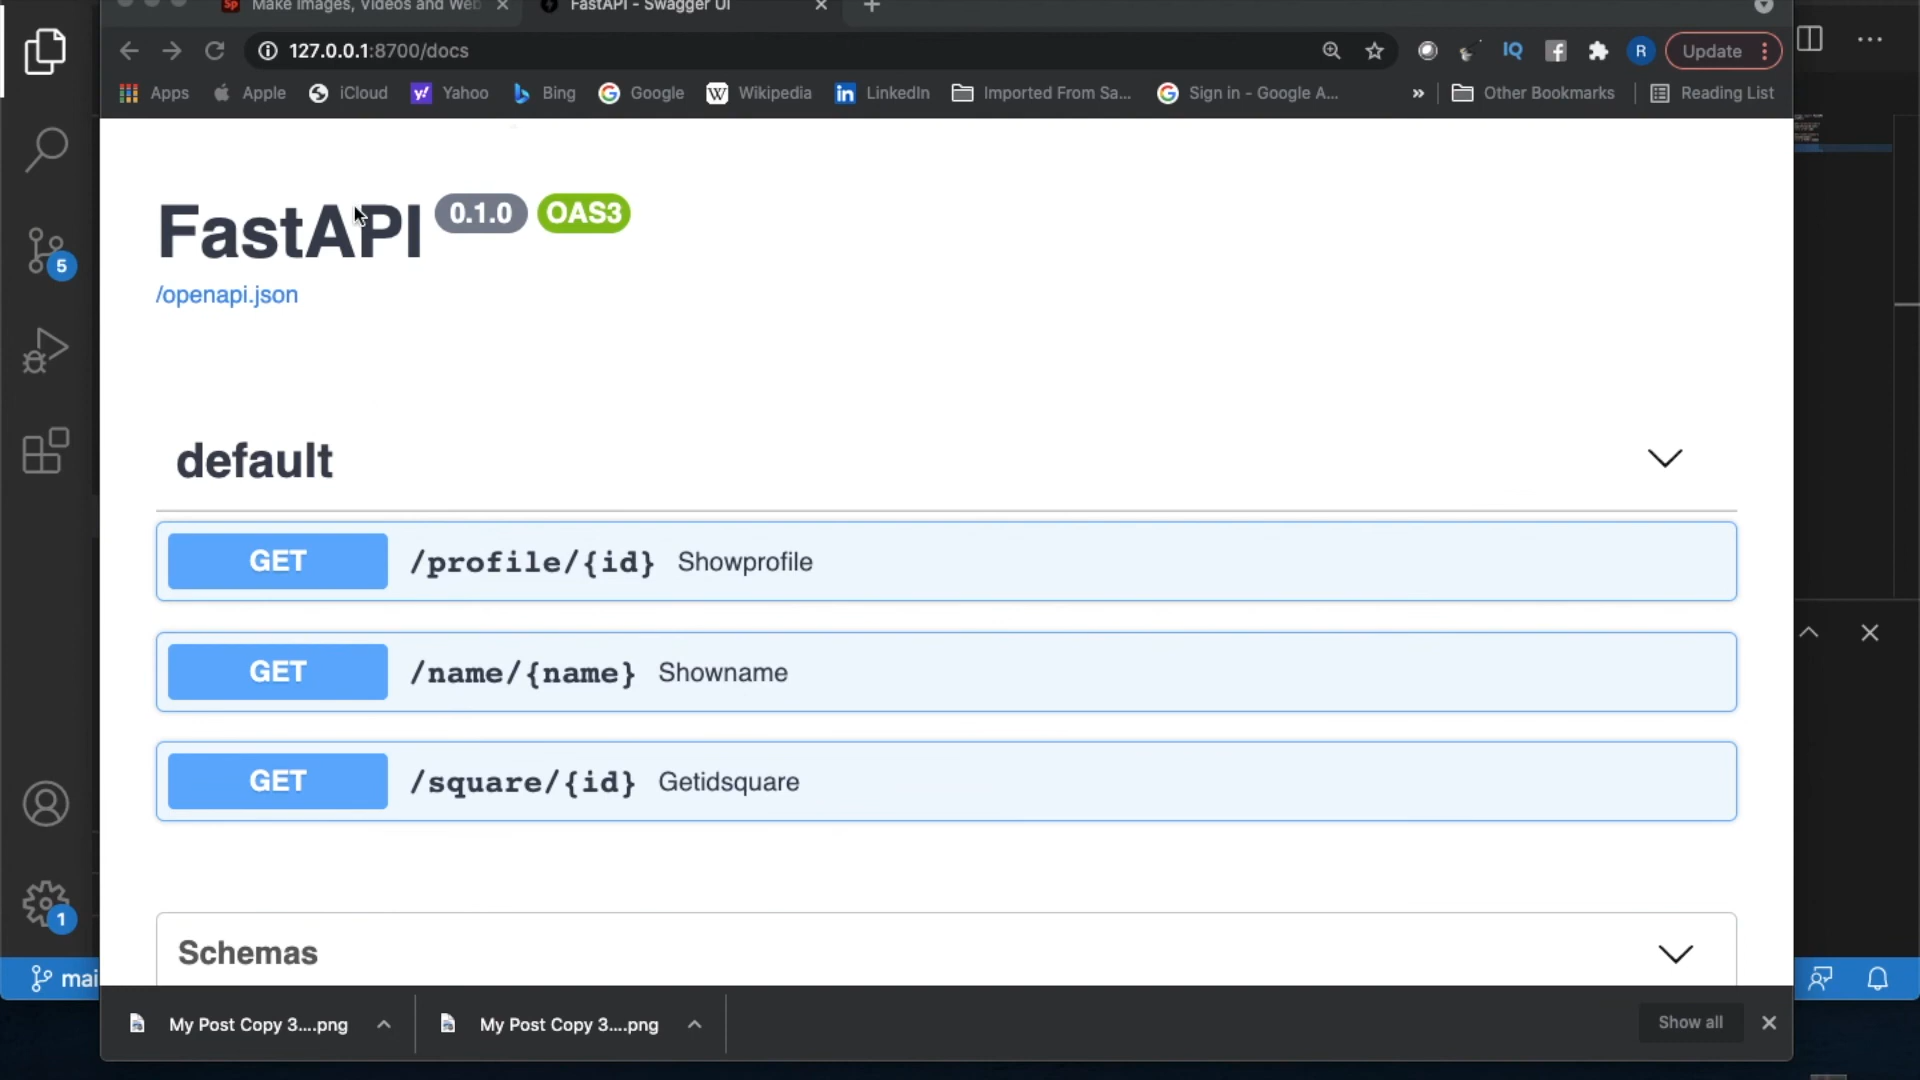 Sp Make Images, Videos and Web
FastAPI - Swagger UI
127.0.0.1:8700/docs
IQ
R
Update
Apps
Apple
iCloud
y! Yahoo
Bing
G Google
W Wikipedia
in LinkedIn
Imported From Sa...
G Sign in - Google A...
»
Other Bookmarks
Reading List
FastAPI 0.1.0 OAS3
/openapi.json
5
default
GET /profile/{id} Showprofile
GET /name/{name} Showname
GET /square/{id} Getidsquare
1
Schemas
mai
My Post Copy 3....png
My Post Copy 3....png
Show all